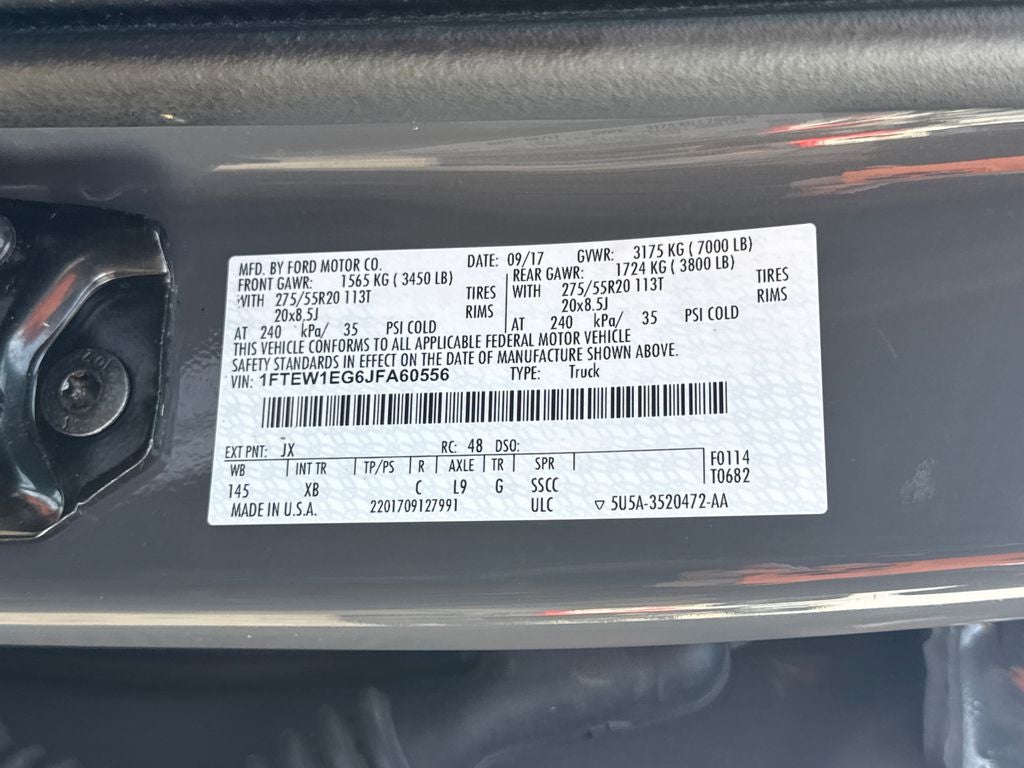 MFD. BY FORD MOTOR CO. DATE: 09/17 GVWR: 3175 KG ( 7000 LB)
FRONT GAWR: 1565 KG ( 3450 LB) REAR GAWR: 1724 KG ( 3800 LB)
WITH 275/55R20 113T TIRES WITH 275/55R20 113T TIRES
20x8.5J RIMS 20x8.5J RIMS
AT 240 kPa/ 35 PSI COLD AT 240 kPa/ 35 PSI COLD
THIS VEHICLE CONFORMS TO ALL APPLICABLE FEDERAL MOTOR VEHICLE
SAFETY STANDARDS IN EFFECT ON THE DATE OF MANUFACTURE SHOWN ABOVE.
VIN: 1FTEW1EG6JFA60556 TYPE: Truck
EXT PNT: JX RC: 48 DSO:
WB INT TR TP/PS R AXLE TR SPR F0114
T0682
145 XB C L9 G SSCC
MADE IN U.S.A. 2201709127991 ULC ▽ 5U5A-3520472-AA